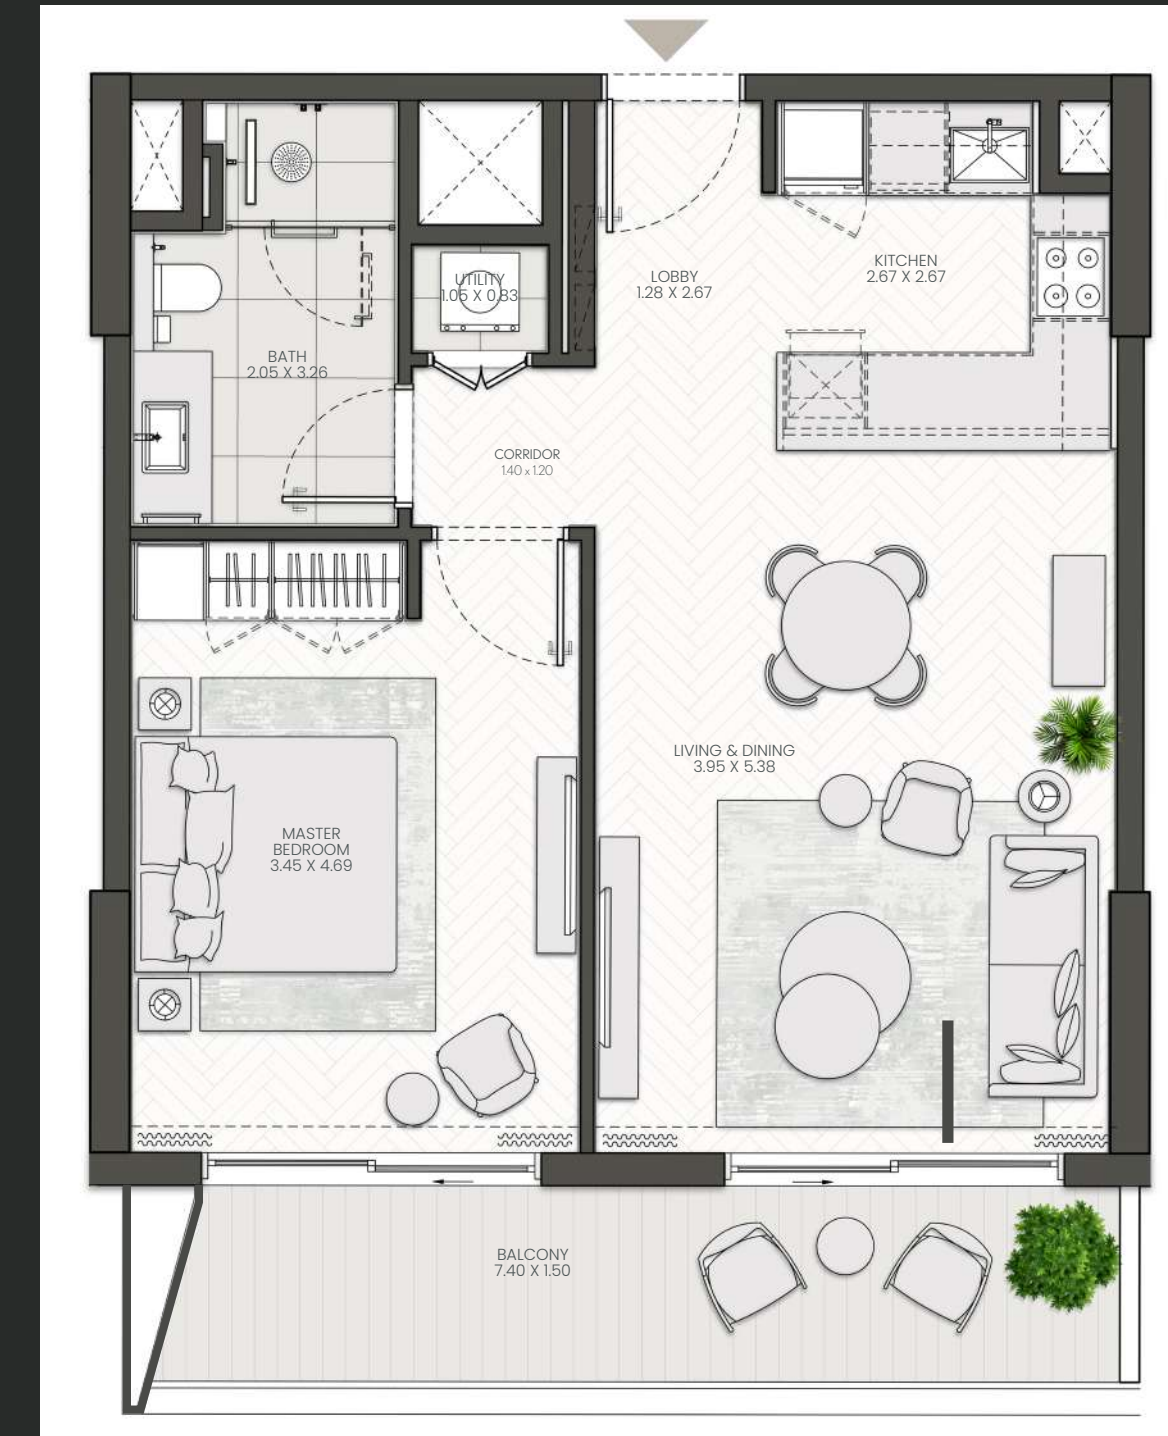 UTILITY
1.05 X 0.83
LOBBY
1.28 X 2.67
KITCHEN
2.67 X 2.67
BATH
2.05 X 3.26
CORRIDOR
1.40 x 1.20
LIVING & DINING
3.95 X 5.38
MASTER
BEDROOM
3.45 X 4.69
BALCONY
7.40 X 1.50